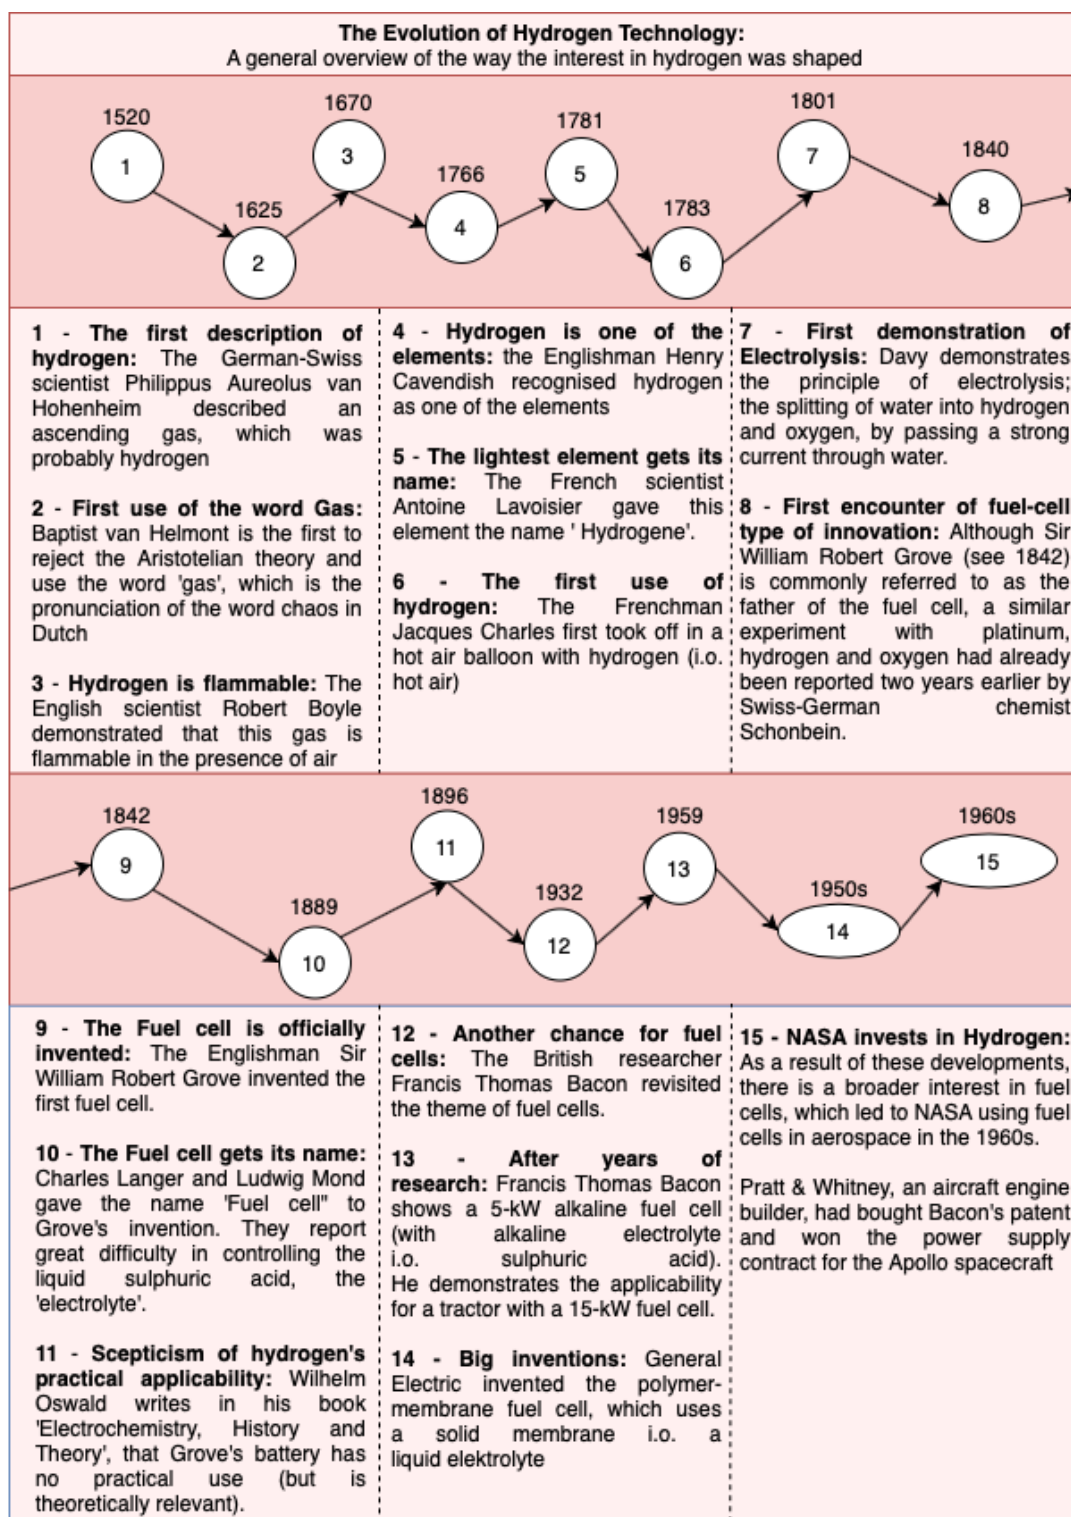 The Evolution of Hydrogen Technology:
A general overview of the way the interest in hydrogen was shaped
1520
1
1625
2
1670
3
1766
4
1781
5
1783
6
1801
7
1840
8
1 - The first description of
hydrogen: The German-Swiss
scientist Philippus Aureolus van
Hohenheim described an
ascending gas, which was
probably hydrogen
2 - First use of the word Gas:
Baptist van Helmont is the first to
reject the Aristotelian theory and
use the word 'gas', which is the
pronunciation of the word chaos in
Dutch
3 - Hydrogen is flammable: The
English scientist Robert Boyle
demonstrated that this gas is
flammable in the presence of air
4 - Hydrogen is one of the
elements: the Englishman Henry
Cavendish recognised hydrogen
as one of the elements
5 - The lightest element gets its
name: The French scientist
Antoine Lavoisier gave this
element the name ' Hydrogene'.
6 - The first use of
hydrogen: The Frenchman
Jacques Charles first took off in a
hot air balloon with hydrogen (i.o.
hot air)
7 - First demonstration of
Electrolysis: Davy demonstrates
the principle of electrolysis;
the splitting of water into hydrogen
and oxygen, by passing a strong
current through water.
8 - First encounter of fuel-cell
type of innovation: Although Sir
William Robert Grove (see 1842)
is commonly referred to as the
father of the fuel cell, a similar
experiment with platinum,
hydrogen and oxygen had already
been reported two years earlier by
Swiss-German chemist
Schonbein.
1842
9
1889
10
1896
11
1932
12
1959
13
1950s
14
1960s
15
9 - The Fuel cell is officially
invented: The Englishman Sir
William Robert Grove invented the
first fuel cell.
10 - The Fuel cell gets its name:
Charles Langer and Ludwig Mond
gave the name 'Fuel cell" to
Grove's invention. They report
great difficulty in controlling the
liquid sulphuric acid, the
'electrolyte'.
11 - Scepticism of hydrogen's
practical applicability: Wilhelm
Oswald writes in his book
'Electrochemistry, History and
Theory', that Grove's battery has
no practical use (but is
theoretically relevant).
12 - Another chance for fuel
cells: The British researcher
Francis Thomas Bacon revisited
the theme of fuel cells.
13 - After years of
research: Francis Thomas Bacon
shows a 5-kW alkaline fuel cell
(with alkaline electrolyte
i.o. sulphuric acid).
He demonstrates the applicability
for a tractor with a 15-kW fuel cell.
14 - Big inventions: General
Electric invented the polymer-
membrane fuel cell, which uses
a solid membrane i.o. a
liquid elektrolyte
15 - NASA invests in Hydrogen:
As a result of these developments,
there is a broader interest in fuel
cells, which led to NASA using fuel
cells in aerospace in the 1960s.
Pratt & Whitney, an aircraft engine
builder, had bought Bacon's patent
and won the power supply
contract for the Apollo spacecraft